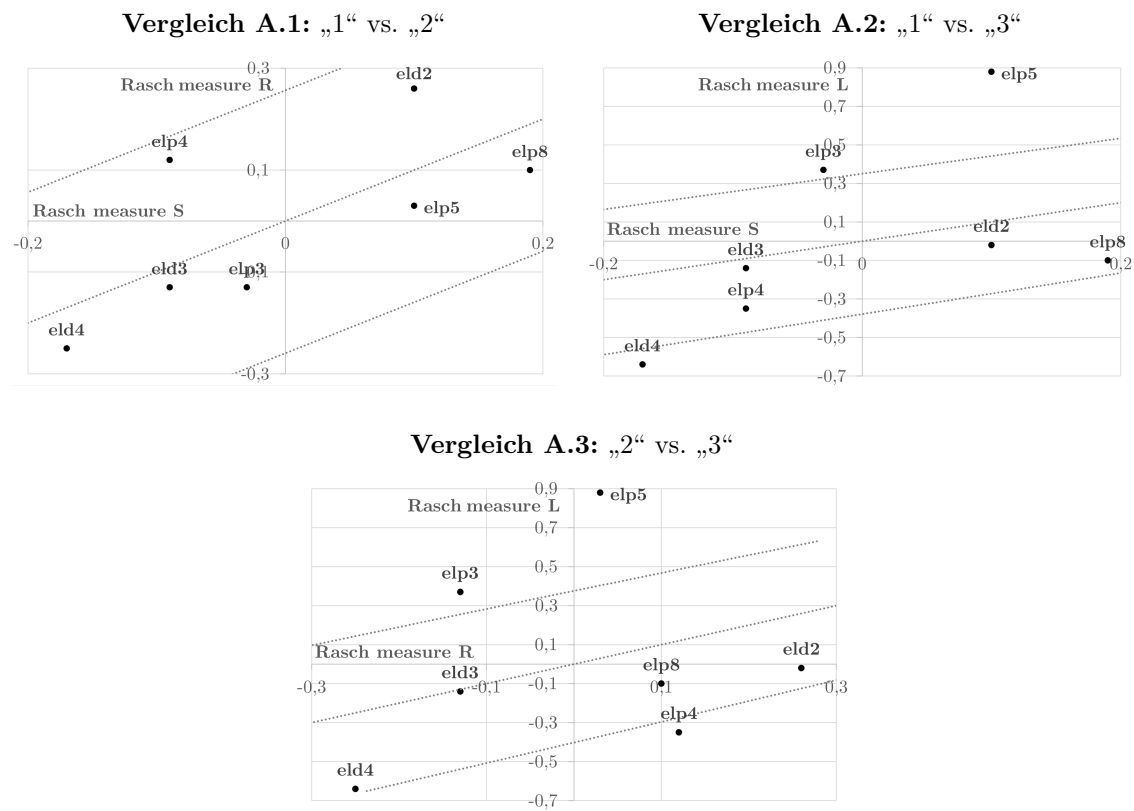 Vergleich A.1: „1“ vs. „2“
0,3
Rasch measure R
eld2
elp4
elp8
0,1
elp5
Rasch measure S
-0,2
0
0,2
eld3
elp3
-0,1
eld4
-0,3
Vergleich A.2: „1“ vs. „3“
0,9
elp5
Rasch measure L
0,7
0,5
elp3
0,3
0,1
Rasch measure S
eld2
-0,2
eld3
-0,1
0
elp8
0,2
elp4
-0,3
-0,5
eld4
-0,7
Vergleich A.3: „2“ vs. „3“
0,9
elp5
Rasch measure L
0,7
elp3
0,5
0,3
0,1
Rasch measure R
eld2
eld3
elp8
-0,3
-0,1
-0,1
0,1
0,3
elp4
-0,3
-0,5
eld4
-0,7